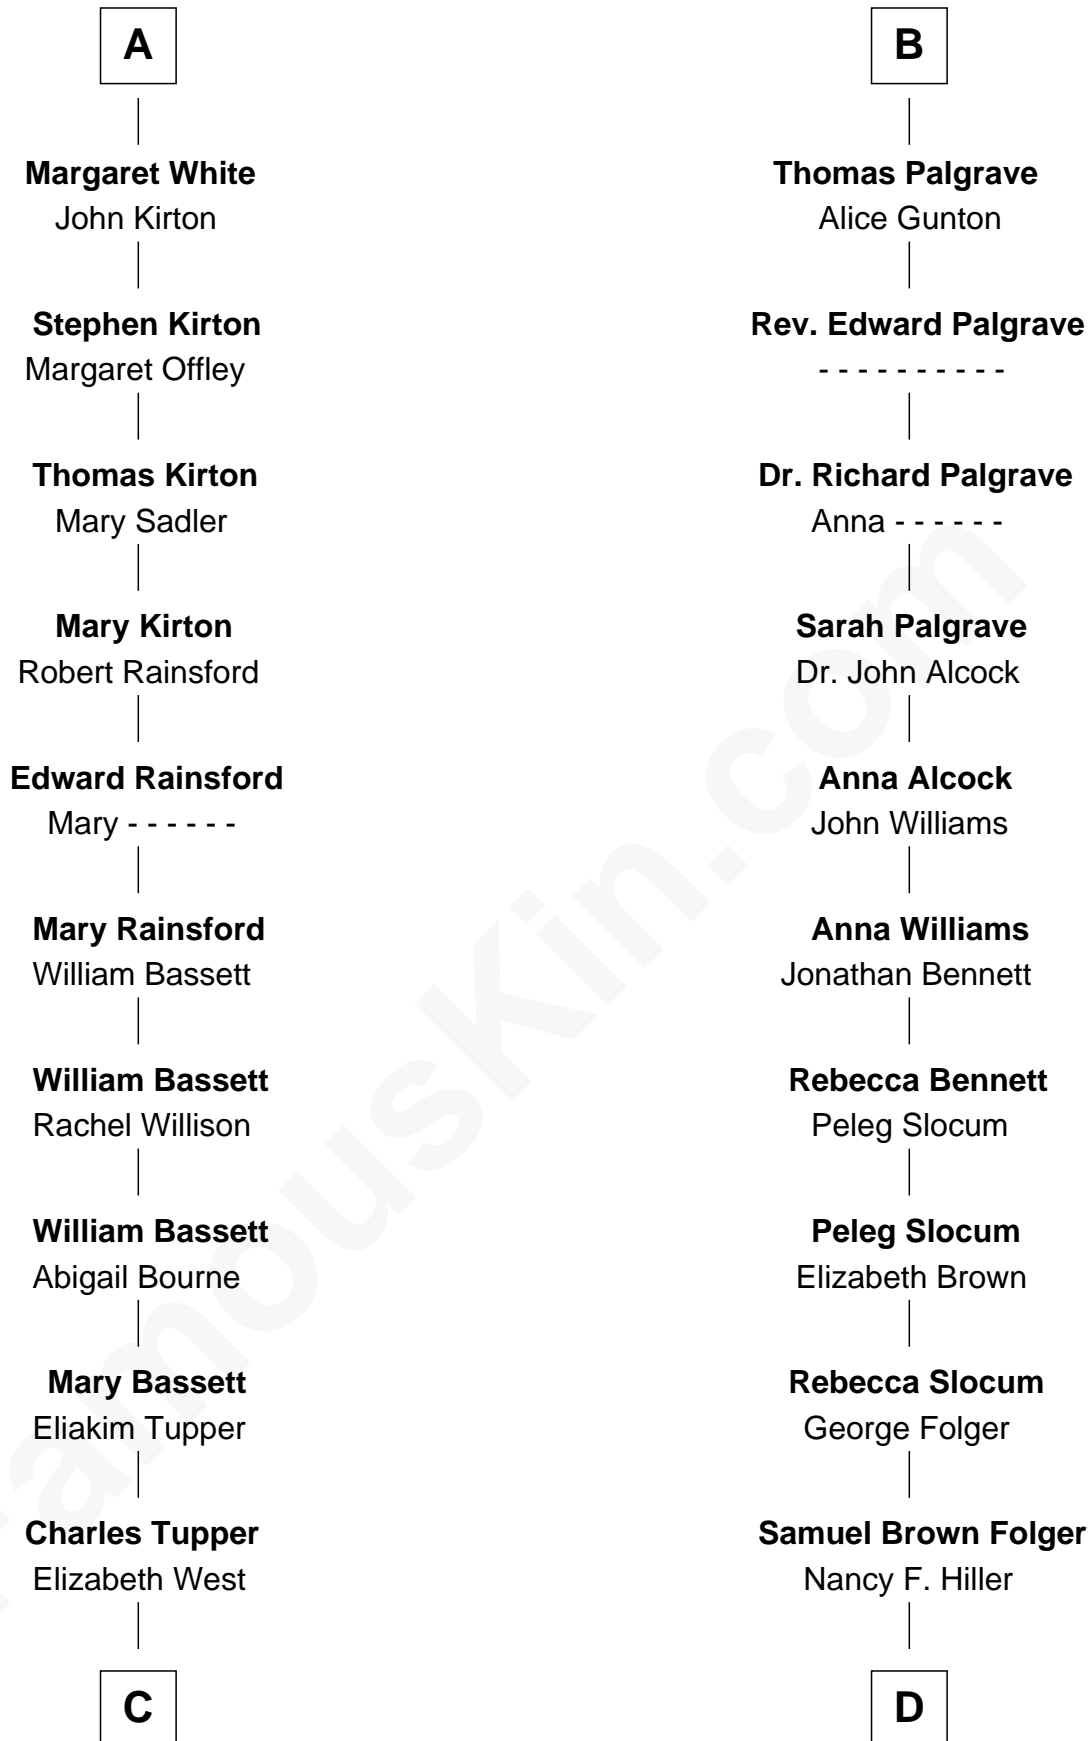 A
Margaret White
John Kirton
Stephen Kirton
Margaret Offley
Thomas Kirton
Mary Sadler
Mary Kirton
Robert Rainsford
Edward Rainsford
Mary - - - - - -
Mary Rainsford
William Bassett
William Bassett
Rachel Willison
William Bassett
Abigail Bourne
Mary Bassett
Eliakim Tupper
Charles Tupper
Elizabeth West
C
B
Thomas Palgrave
Alice Gunton
Rev. Edward Palgrave
- - - - - - - - - -
Dr. Richard Palgrave
Anna - - - - - -
Sarah Palgrave
Dr. John Alcock
Anna Alcock
John Williams
Anna Williams
Jonathan Bennett
Rebecca Bennett
Peleg Slocum
Peleg Slocum
Elizabeth Brown
Rebecca Slocum
George Folger
Samuel Brown Folger
Nancy F. Hiller
D
FamousKin.com